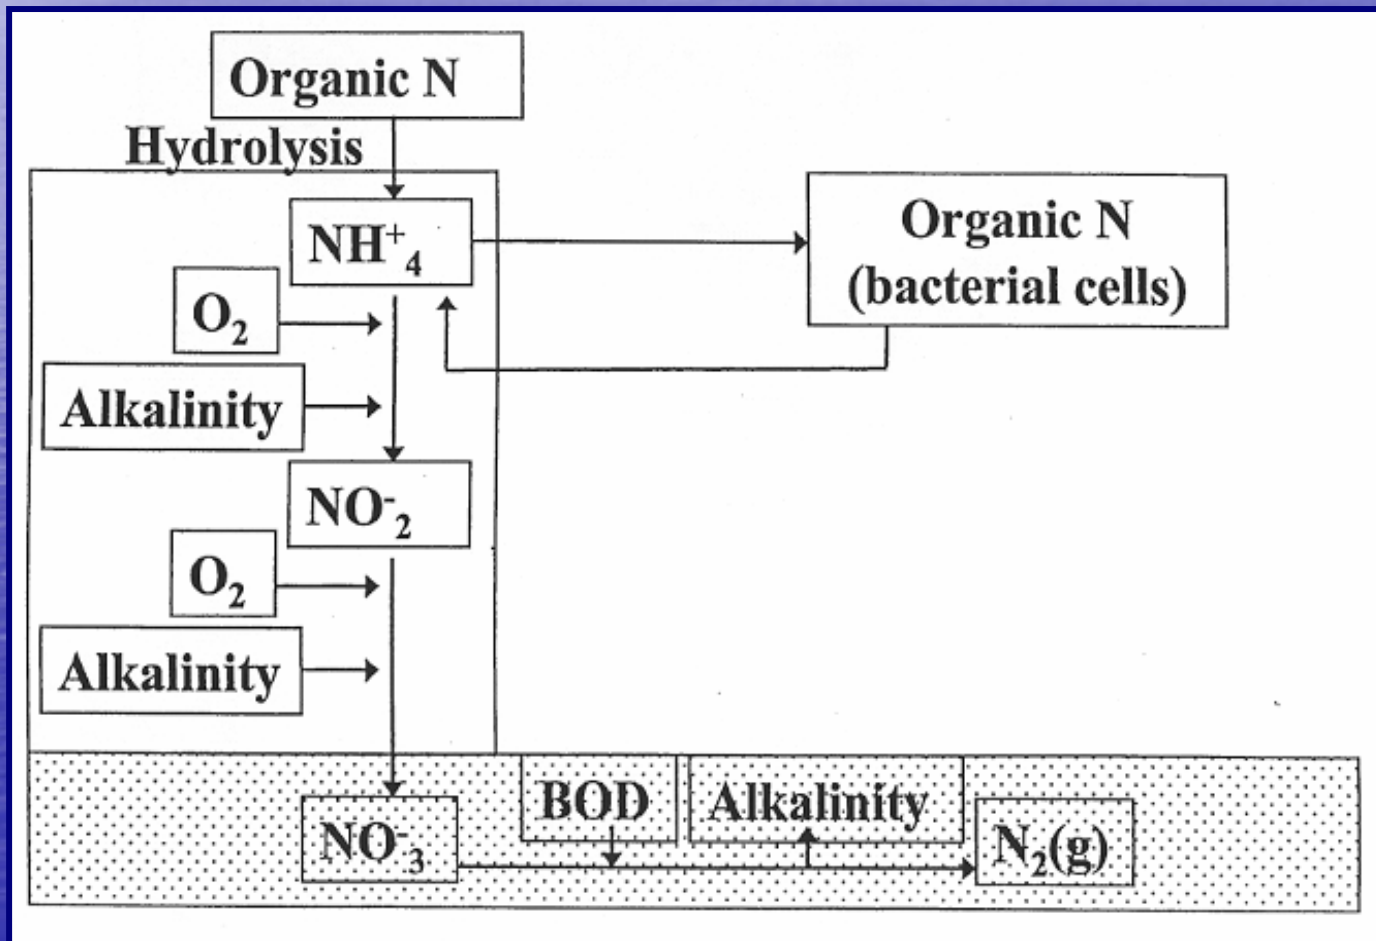 Organic N
Hydrolysis
NH⁺₄
Organic N
(bacterial cells)
O₂
Alkalinity
NO⁻₂
O₂
Alkalinity
BOD
Alkalinity
NO⁻₃
N₂(g)